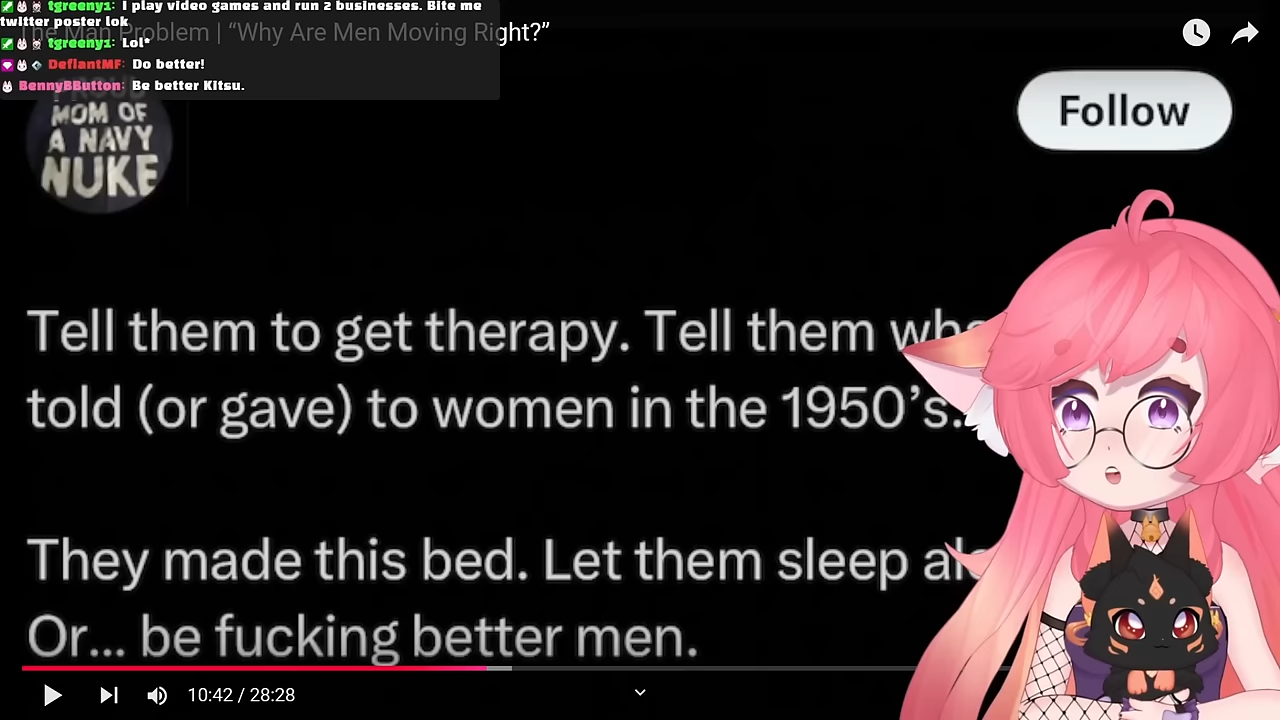 tgreeny1: I play video games and run 2 businesses. Bite me
twitter poster lok
The Man Problem | “Why Are Men Moving Right?”
tgreeny1: Lol*
DefiantMF: Do better!
BennyBButton: Be better Kitsu.
PROUD
MOM OF
A NAVY
NUKE
Follow
Tell them to get therapy. Tell them
told (or gave) to women in the 1950’s.
They made this bed. Let them sleep
Or... be fucking better men.
10:42 / 28:28